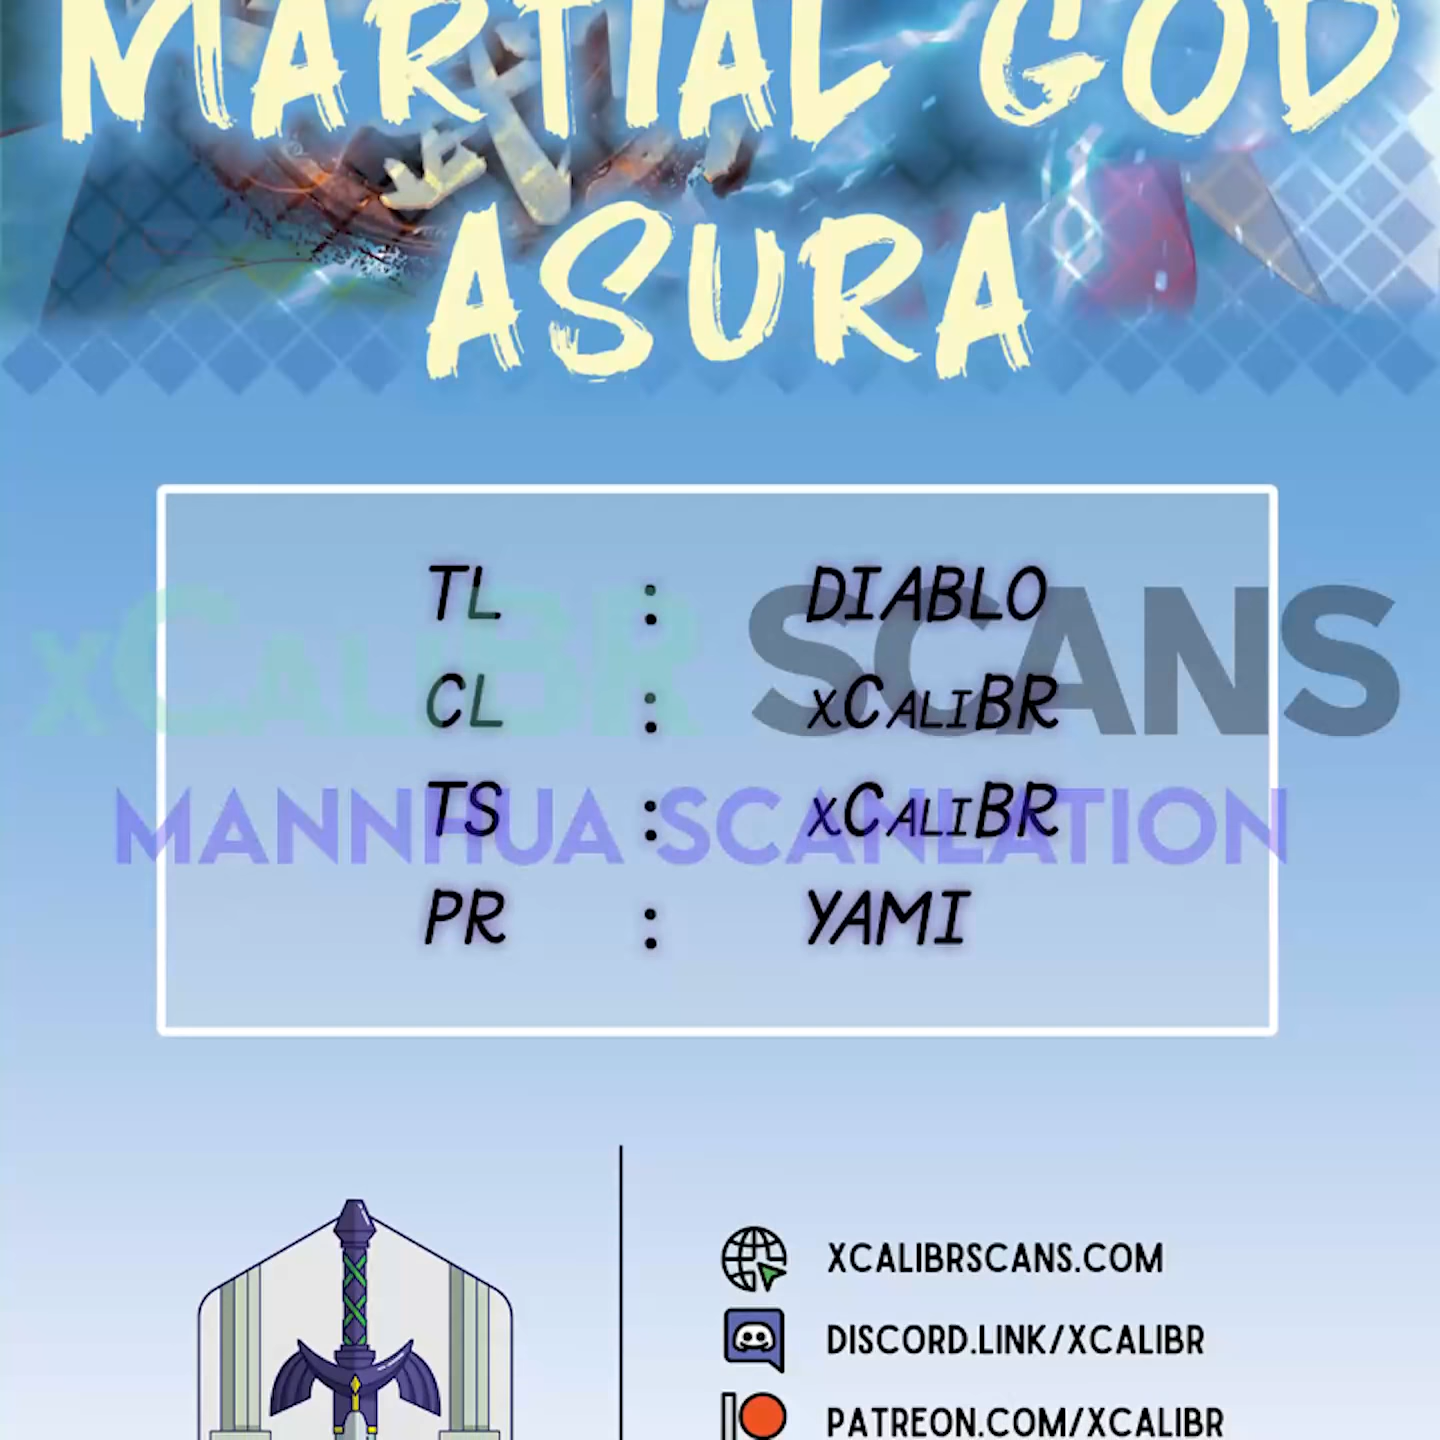 MARTIAL GOD
ASURA
TL : DIABLO
CL : xCALIBR
TS : xCALIBR
PR : YAMI
xCALIBR SCANS
MANNHUA SCANLATION
XCALIBRSCANS.COM
DISCORD.LINK/XCALIBR
PATREON.COM/XCALIBR